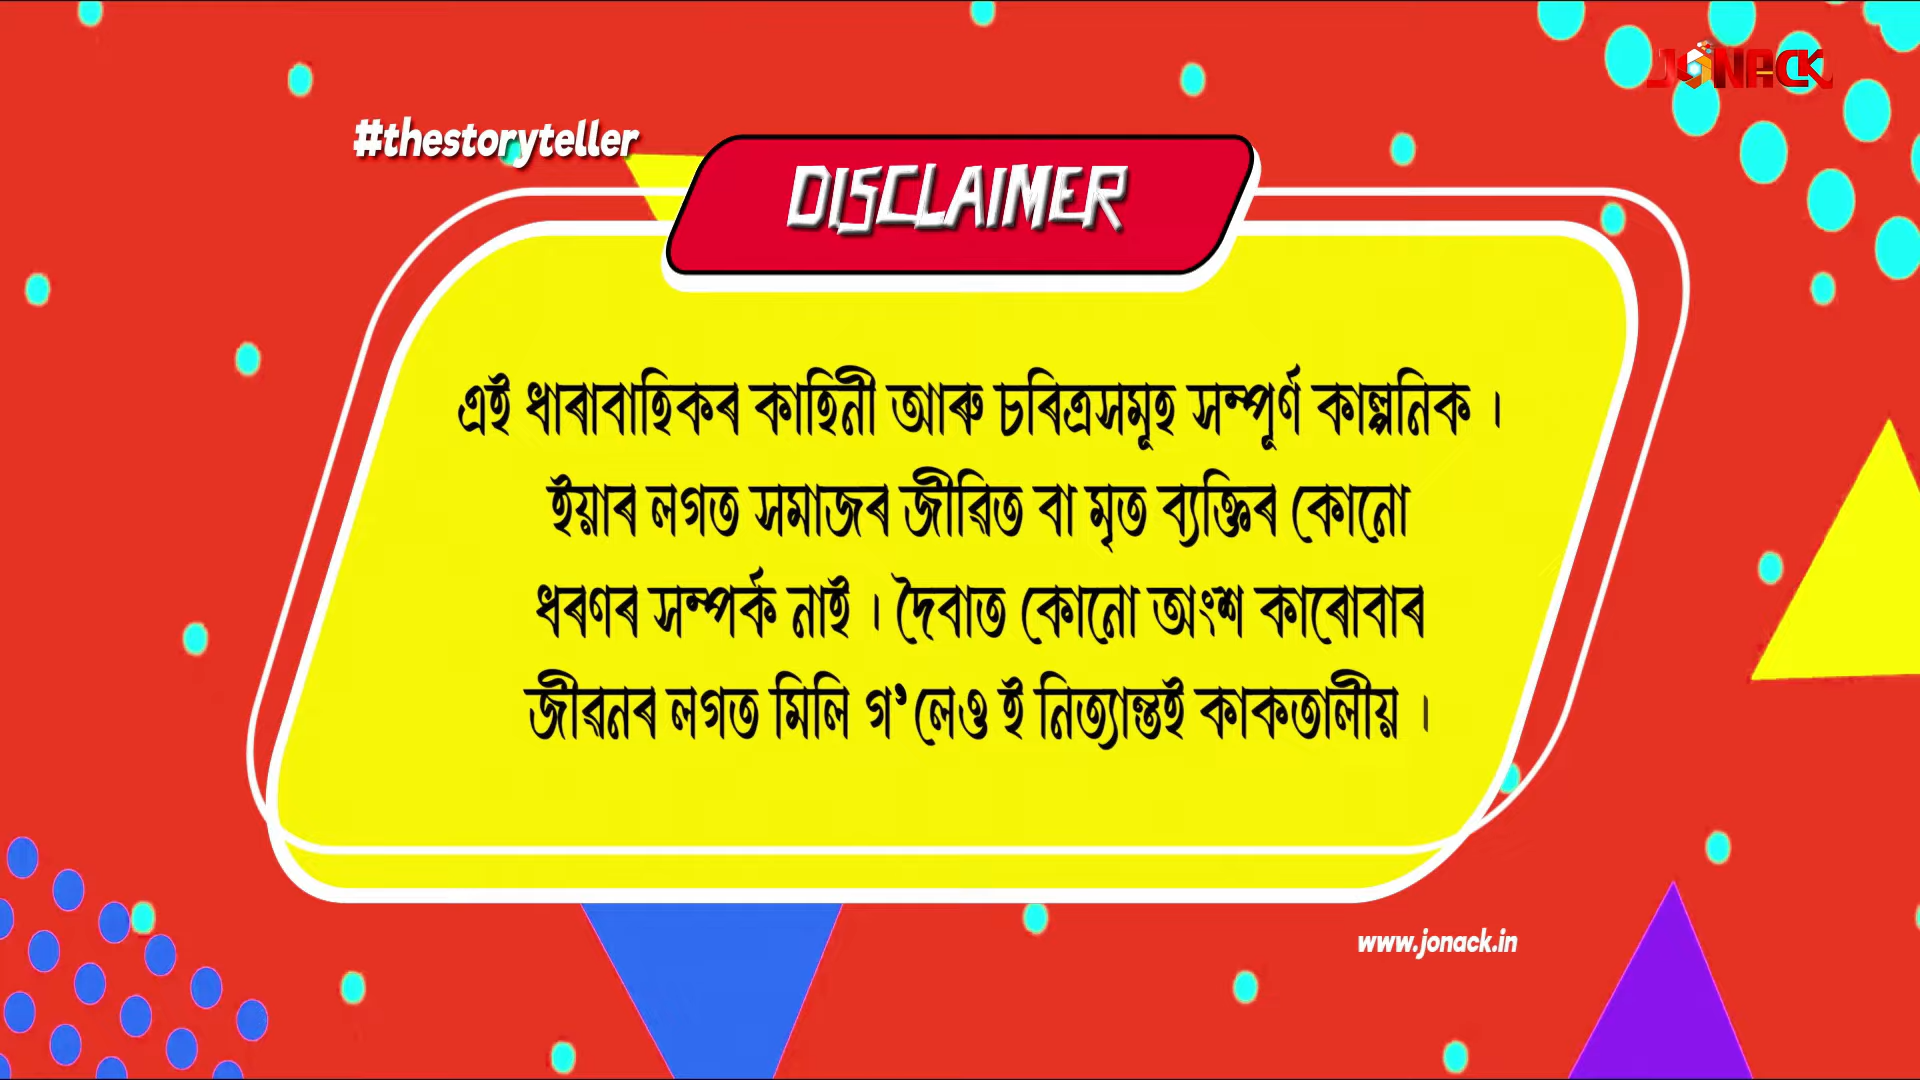 JONACK
#thestoryteller
DISCLAIMER
এই ধাৰাবাহিকৰ কাহিনী আৰু চৰিত্ৰসমূহ সম্পূৰ্ণ কাল্পনিক ।
ইয়াৰ লগত সমাজৰ জীৱিত বা মৃত ব্যক্তিৰ কোনো
ধৰণৰ সম্পৰ্ক নাই । দৈবাত কোনো অংশ কাৰোবাৰ
জীৱনৰ লগত মিলি গ’লেও ই নিত্যান্তই কাকতালীয় ।
www.jonack.in